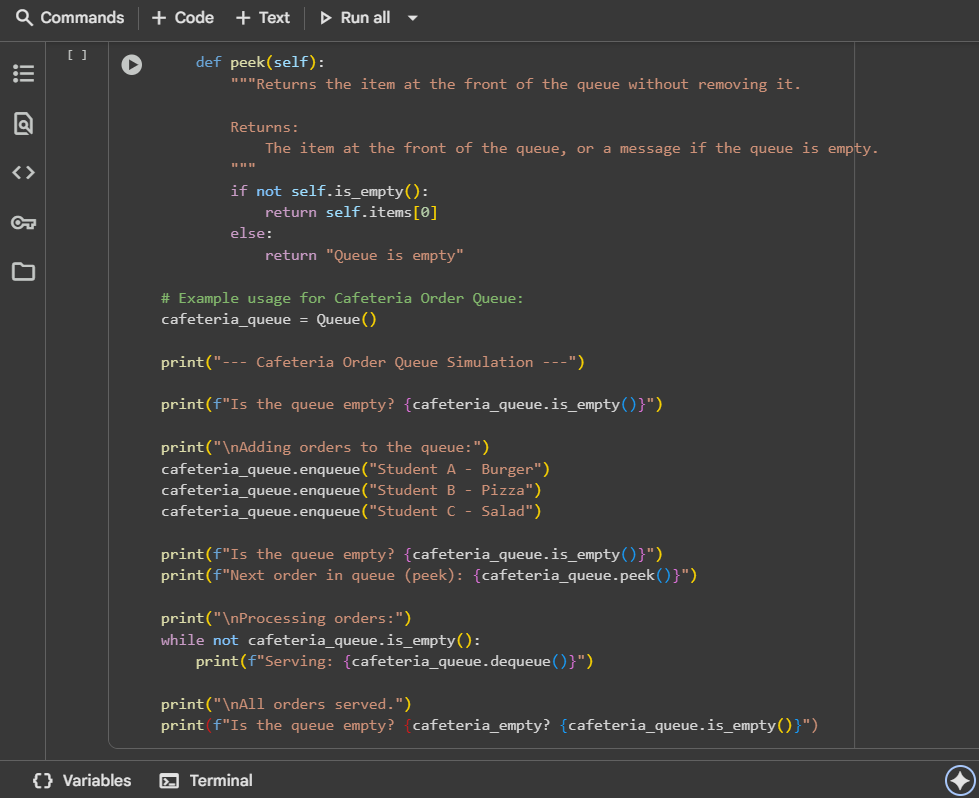 Commands + Code + Text Run all
[ ]
    def peek(self):
        """Returns the item at the front of the queue without removing it.

        Returns:
            The item at the front of the queue, or a message if the queue is empty.
        """
        if not self.is_empty():
            return self.items[0]
        else:
            return "Queue is empty"

# Example usage for Cafeteria Order Queue:
cafeteria_queue = Queue()

print("--- Cafeteria Order Queue Simulation ---")

print(f"Is the queue empty? {cafeteria_queue.is_empty()}")

print("\nAdding orders to the queue:")
cafeteria_queue.enqueue("Student A - Burger")
cafeteria_queue.enqueue("Student B - Pizza")
cafeteria_queue.enqueue("Student C - Salad")

print(f"Is the queue empty? {cafeteria_queue.is_empty()}")
print(f"Next order in queue (peek): {cafeteria_queue.peek()}")

print("\nProcessing orders:")
while not cafeteria_queue.is_empty():
    print(f"Serving: {cafeteria_queue.dequeue()}")

print("\nAll orders served.")
print(f"Is the queue empty? {cafeteria_empty? {cafeteria_queue.is_empty()}")
Variables Terminal